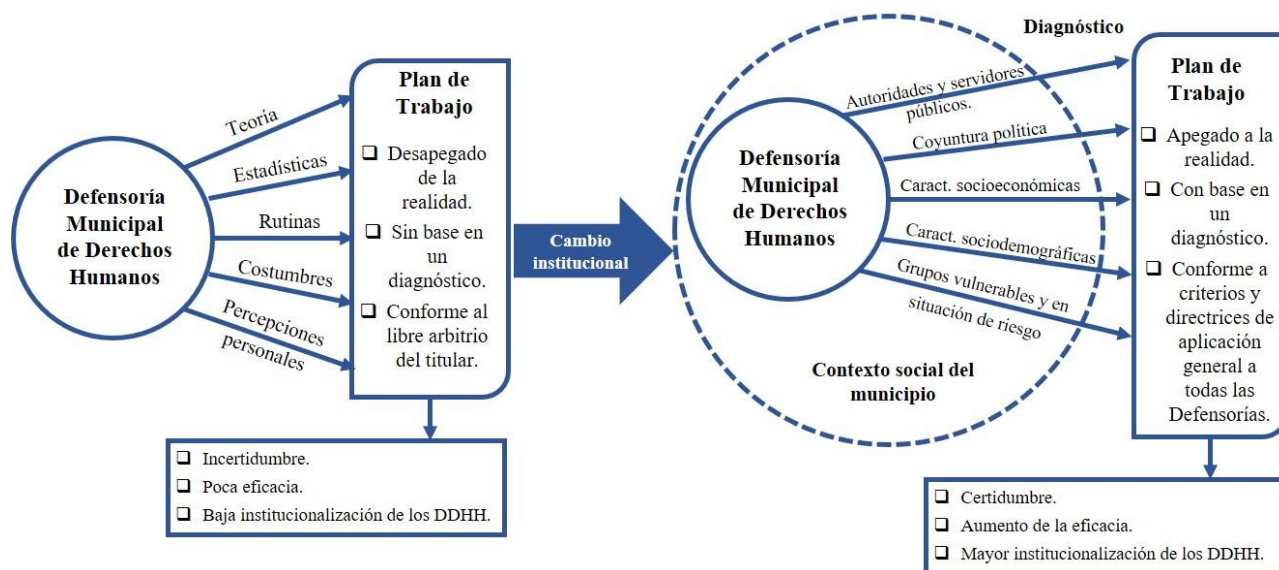 Defensoría
Municipal
de Derechos
Humanos
Teoría
Estadísticas
Rutinas
Costumbres
Percepciones
personales
Plan de
Trabajo
❑ Desapegado
de la
realidad.
❑ Sin base en
un
diagnóstico.
❑ Conforme al
libre arbitrio
del titular.
❑ Incertidumbre.
❑ Poca eficacia.
❑ Baja institucionalización de los DDHH.
Cambio
institucional
Diagnóstico
Defensoría
Municipal
de Derechos
Humanos
Autoridades y servidores
públicos.
Coyuntura política
Caract. socioeconómicas
Caract. sociodemográficas
Grupos vulnerables y en
situación de riesgo
Contexto social del
municipio
Plan de
Trabajo
❑ Apegado a la
realidad.
❑ Con base en
un
diagnóstico.
❑ Conforme a
criterios y
directrices de
aplicación
general a
todas las
Defensorías.
❑ Certidumbre.
❑ Aumento de la eficacia.
❑ Mayor institucionalización de los DDHH.